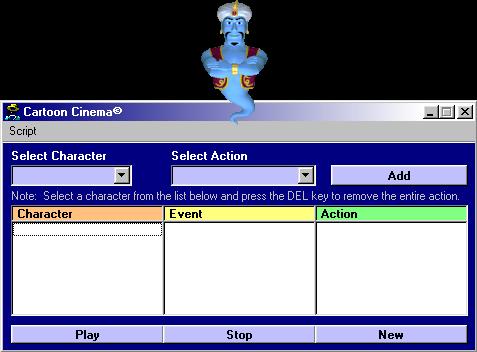 Cartoon Cinema©
Script
Select Character Select Action
Add
Note: Select a character from the list below and press the DEL key to remove the entire action.
Character Event Action
Play Stop New